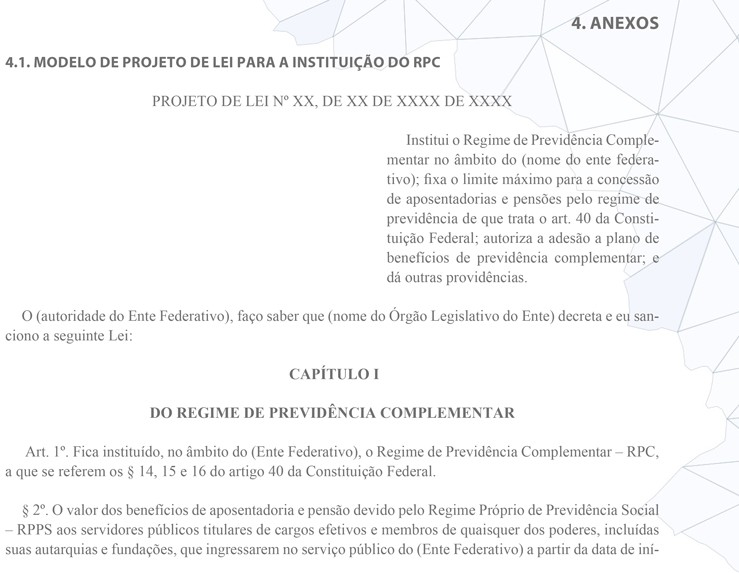 4. ANEXOS
4.1. MODELO DE PROJETO DE LEI PARA A INSTITUIÇÃO DO RPC
PROJETO DE LEI Nº XX, DE XX DE XXXX DE XXXX
Institui o Regime de Previdência Comple-
mentar no âmbito do (nome do ente federa-
tivo); fixa o limite máximo para a concessão
de aposentadorias e pensões pelo regime de
previdência de que trata o art. 40 da Consti-
tuição Federal; autoriza a adesão a plano de
benefícios de previdência complementar; e
dá outras providências.
O (autoridade do Ente Federativo), faço saber que (nome do Órgão Legislativo do Ente) decreta e eu san-
ciono a seguinte Lei:
CAPÍTULO I
DO REGIME DE PREVIDÊNCIA COMPLEMENTAR
Art. 1º. Fica instituído, no âmbito do (Ente Federativo), o Regime de Previdência Complementar – RPC,
a que se referem os § 14, 15 e 16 do artigo 40 da Constituição Federal.
§ 2º. O valor dos benefícios de aposentadoria e pensão devido pelo Regime Próprio de Previdência Social
– RPPS aos servidores públicos titulares de cargos efetivos e membros de quaisquer dos poderes, incluídas
suas autarquias e fundações, que ingressarem no serviço público do (Ente Federativo) a partir da data de iní-